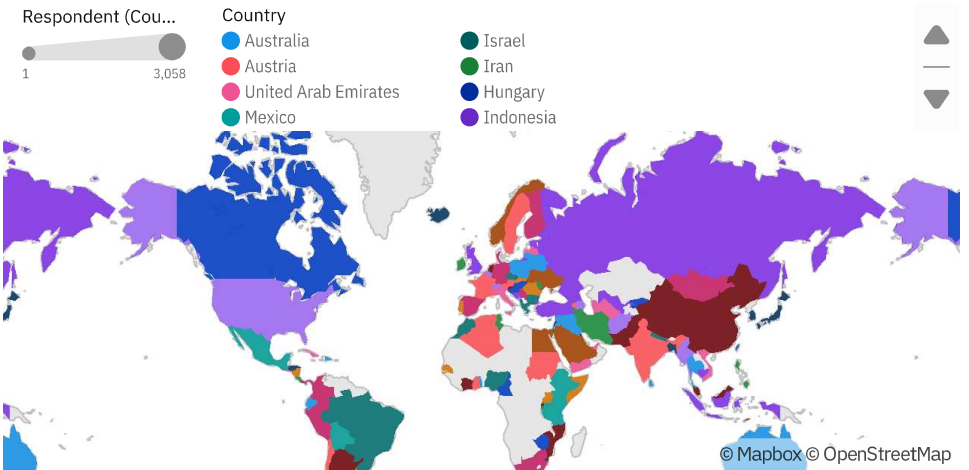 Respondent (Cou...
1
3,058
Country
Australia
Austria
United Arab Emirates
Mexico
Israel
Iran
Hungary
Indonesia
© Mapbox © OpenStreetMap